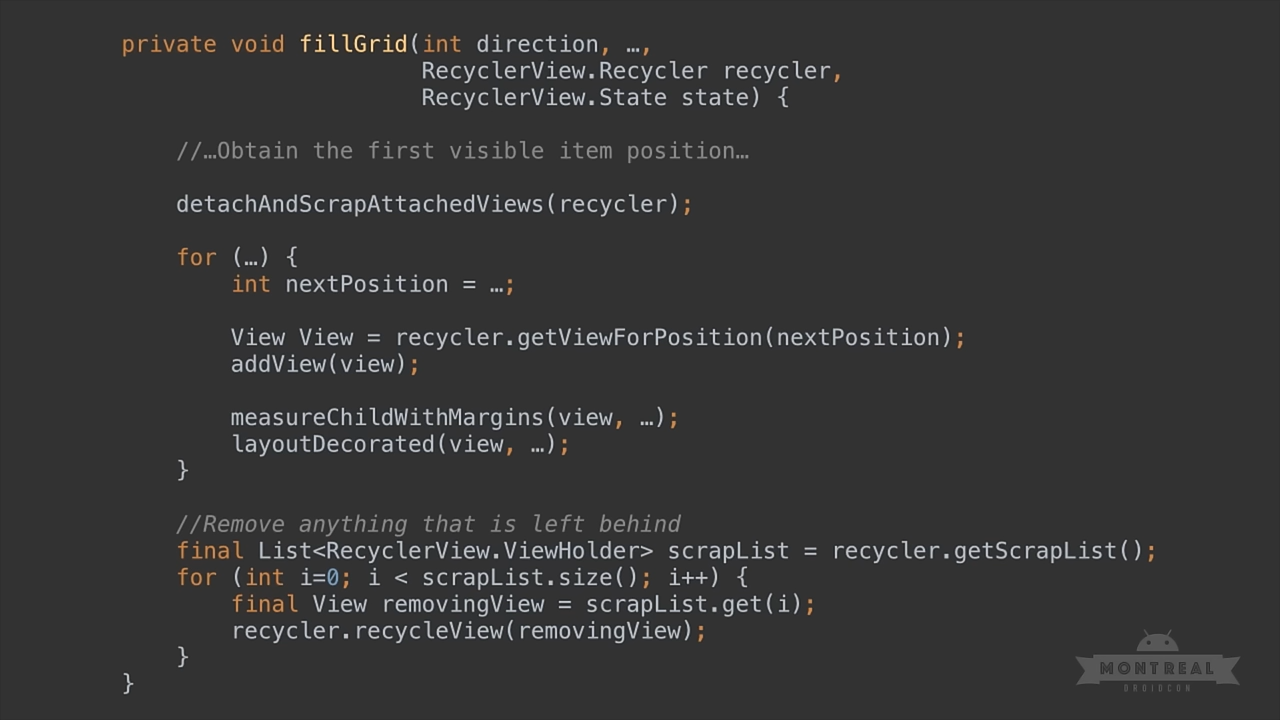 private void fillGrid(int direction, …,
RecyclerView.Recycler recycler,
RecyclerView.State state) {
//…Obtain the first visible item position…
detachAndScrapAttachedViews(recycler);
for (…) {
int nextPosition = …;
View View = recycler.getViewForPosition(nextPosition);
addView(view);
measureChildWithMargins(view, …);
layoutDecorated(view, …);
}
//Remove anything that is left behind
final List<RecyclerView.ViewHolder> scrapList = recycler.getScrapList();
for (int i=0; i < scrapList.size(); i++) {
final View removingView = scrapList.get(i);
recycler.recycleView(removingView);
}
}
MONTREAL
DROIDCON